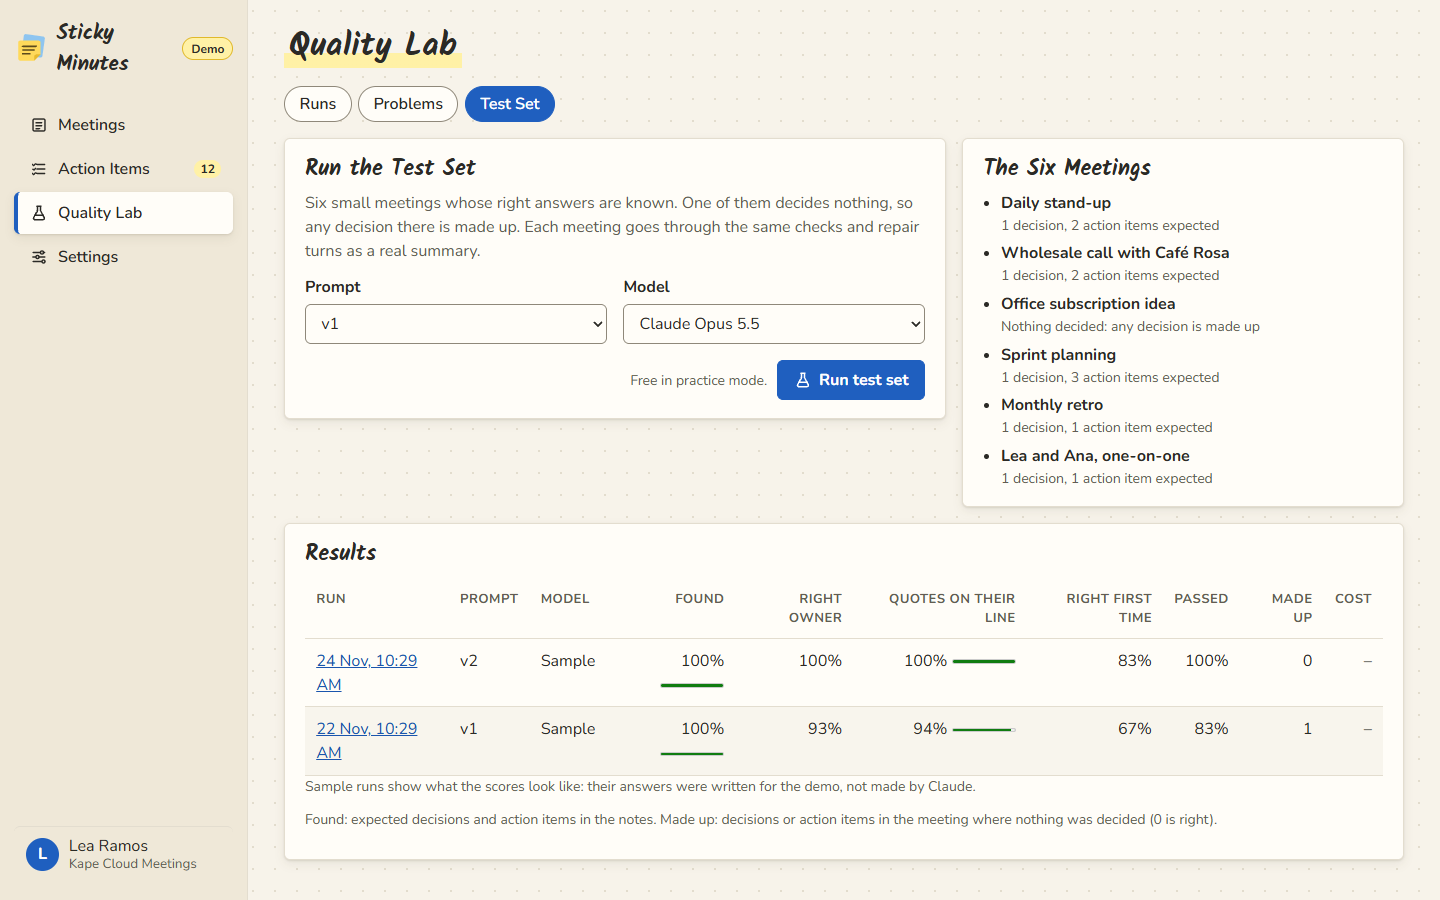 Sticky
Minutes
Demo
Meetings
Action Items 12
Quality Lab
Settings
Lea Ramos
L
Kape Cloud Meetings
Quality Lab
Runs Problems Test Set
Run the Test Set
Six small meetings whose right answers are known. One of them decides nothing, so
any decision there is made up. Each meeting goes through the same checks and repair
turns as a real summary.
Prompt Model
v1 Claude Opus 5.5
Free in practice mode. Run test set
The Six Meetings
• Daily stand-up
1 decision, 2 action items expected
• Wholesale call with Café Rosa
1 decision, 2 action items expected
• Office subscription idea
Nothing decided: any decision is made up
• Sprint planning
1 decision, 3 action items expected
• Monthly retro
1 decision, 1 action item expected
• Lea and Ana, one-on-one
1 decision, 1 action item expected
Results
RUN PROMPT MODEL FOUND RIGHT QUOTES ON THEIR RIGHT FIRST PASSED MADE COST
OWNER LINE TIME UP
24 Nov, 10:29 v2 Sample 100% 100% 100% 83% 100% 0 –
AM
22 Nov, 10:29 v1 Sample 100% 93% 94% 67% 83% 1 –
AM
Sample runs show what the scores look like: their answers were written for the demo, not made by Claude.
Found: expected decisions and action items in the notes. Made up: decisions or action items in the meeting where nothing was decided (0 is right).